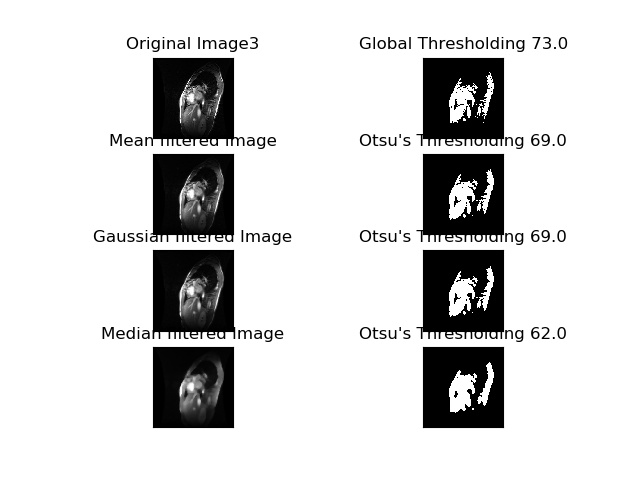 Original Image3
Global Thresholding 73.0
Mean filtered Image
Otsu's Thresholding 69.0
Gaussian filtered Image
Otsu's Thresholding 69.0
Median filtered Image
Otsu's Thresholding 62.0